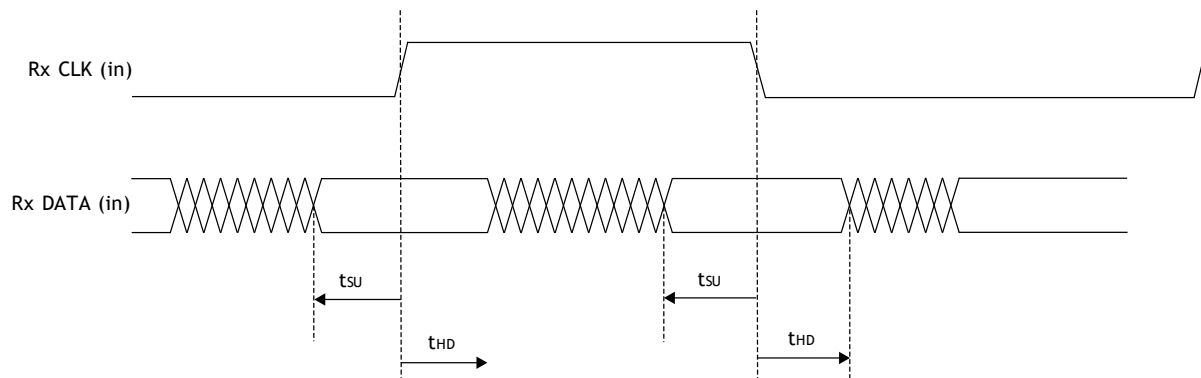 Rx CLK (in)
Rx DATA (in)
tSU
tSU
tHD
tHD